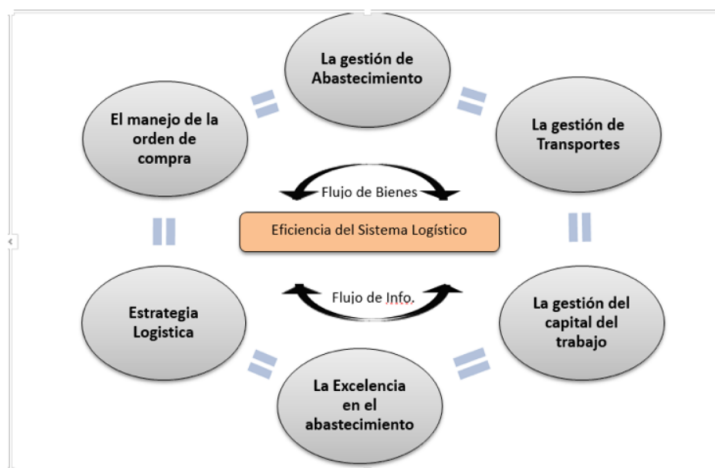 La gestión de
Abastecimiento
El manejo de la
orden de
compra
La gestión de
Transportes
Flujo de Bienes
Eficiencia del Sistema Logístico
Flujo de Info.
Estrategia
Logistica
La gestión del
capital del
trabajo
La Excelencia
en el
abastecimiento